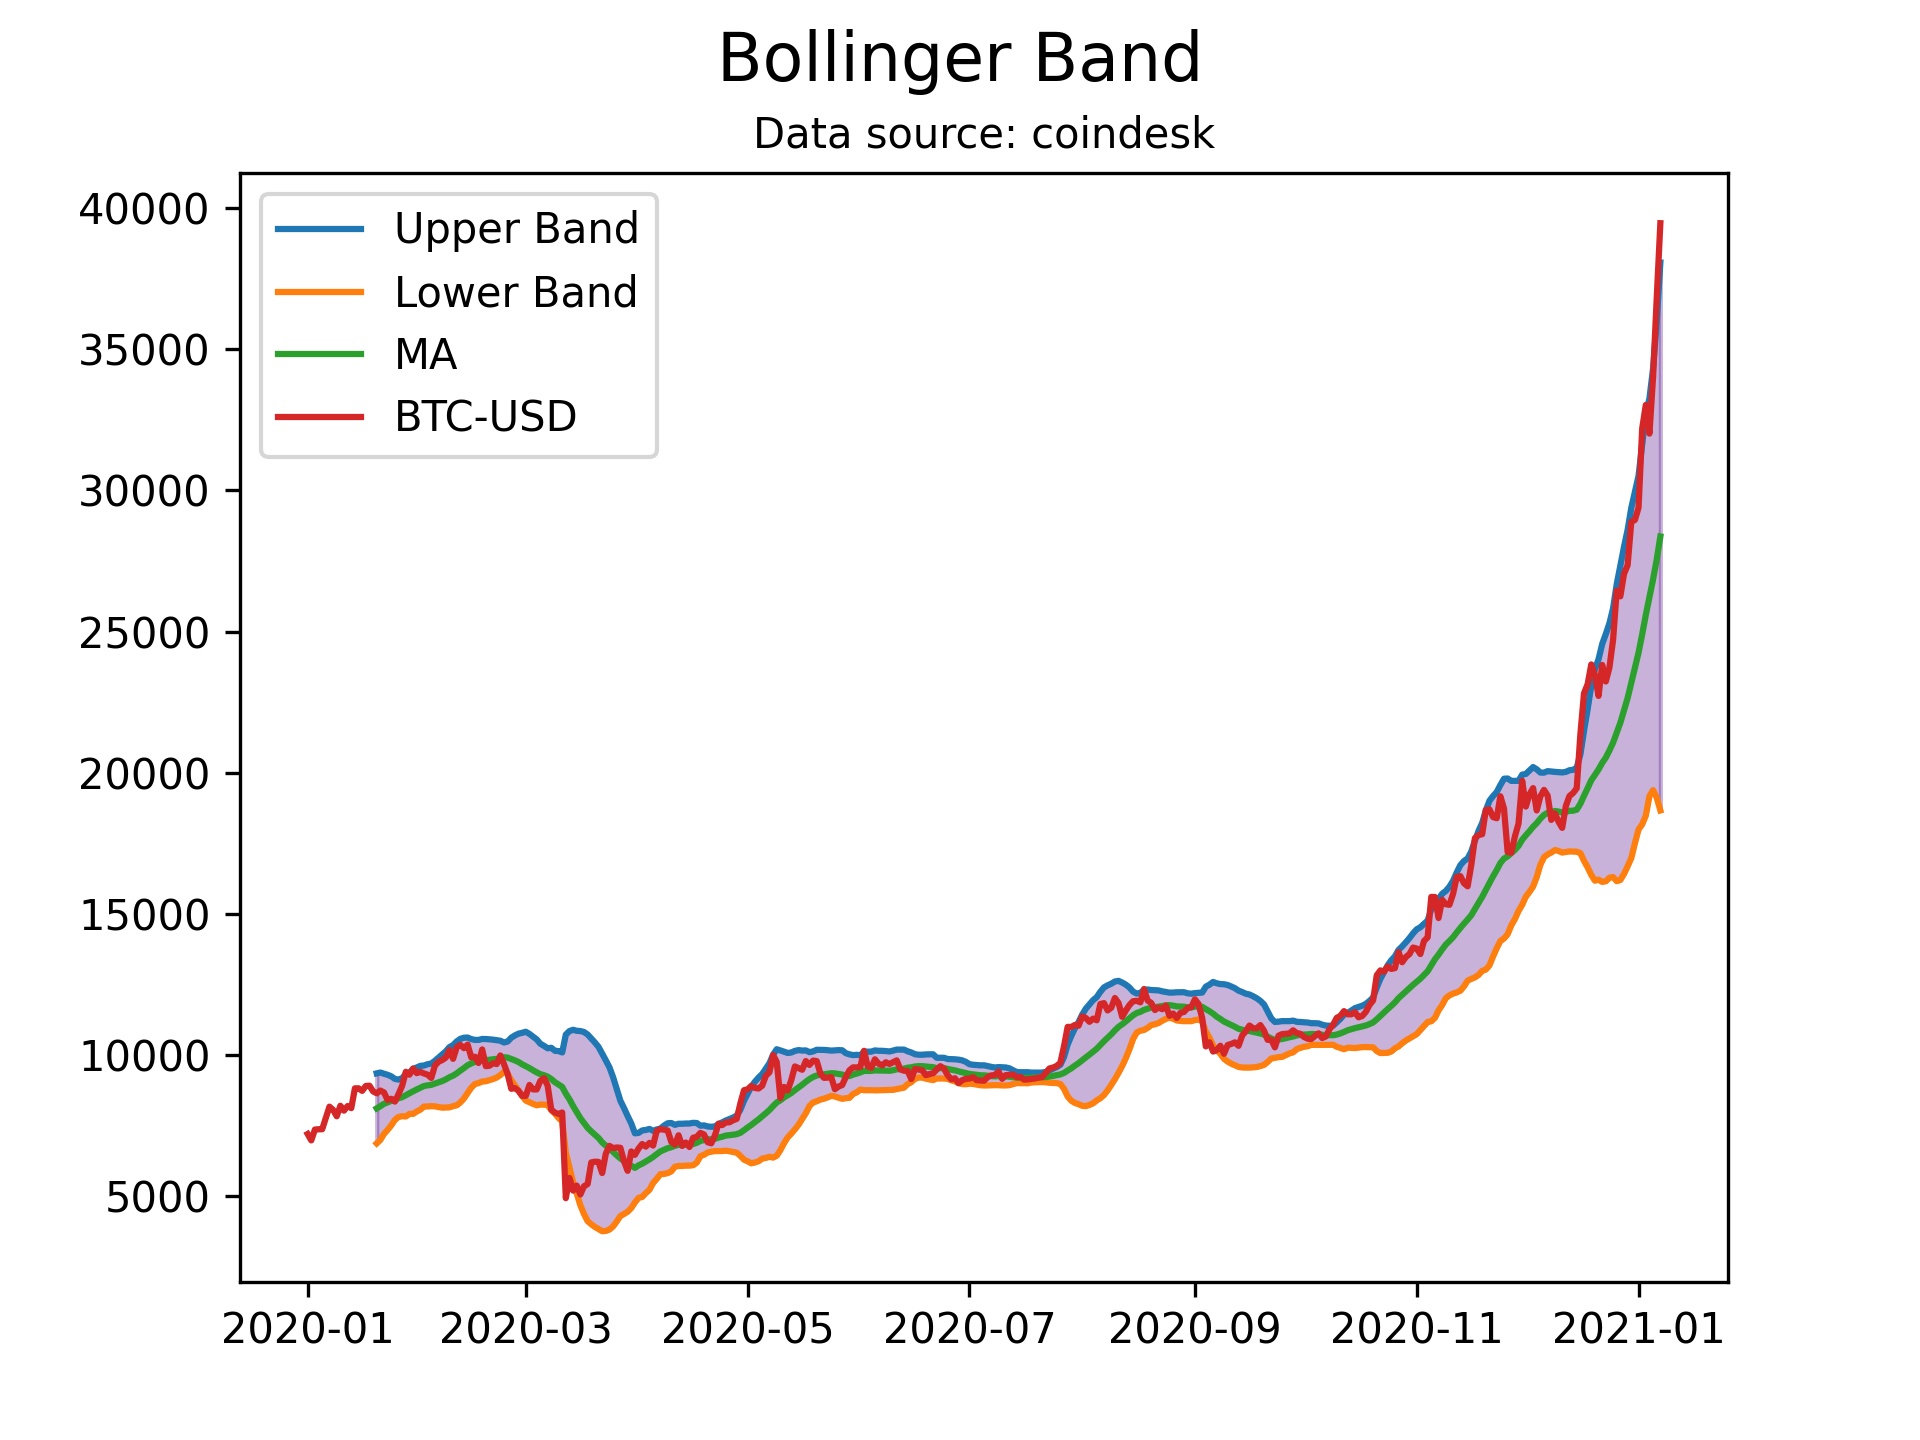 Bollinger Band
Data source: coindesk
Upper Band
Lower Band
MA
BTC-USD
40000
35000
30000
25000
20000
15000
10000
5000
2020-01 2020-03 2020-05 2020-07 2020-09 2020-11 2021-01